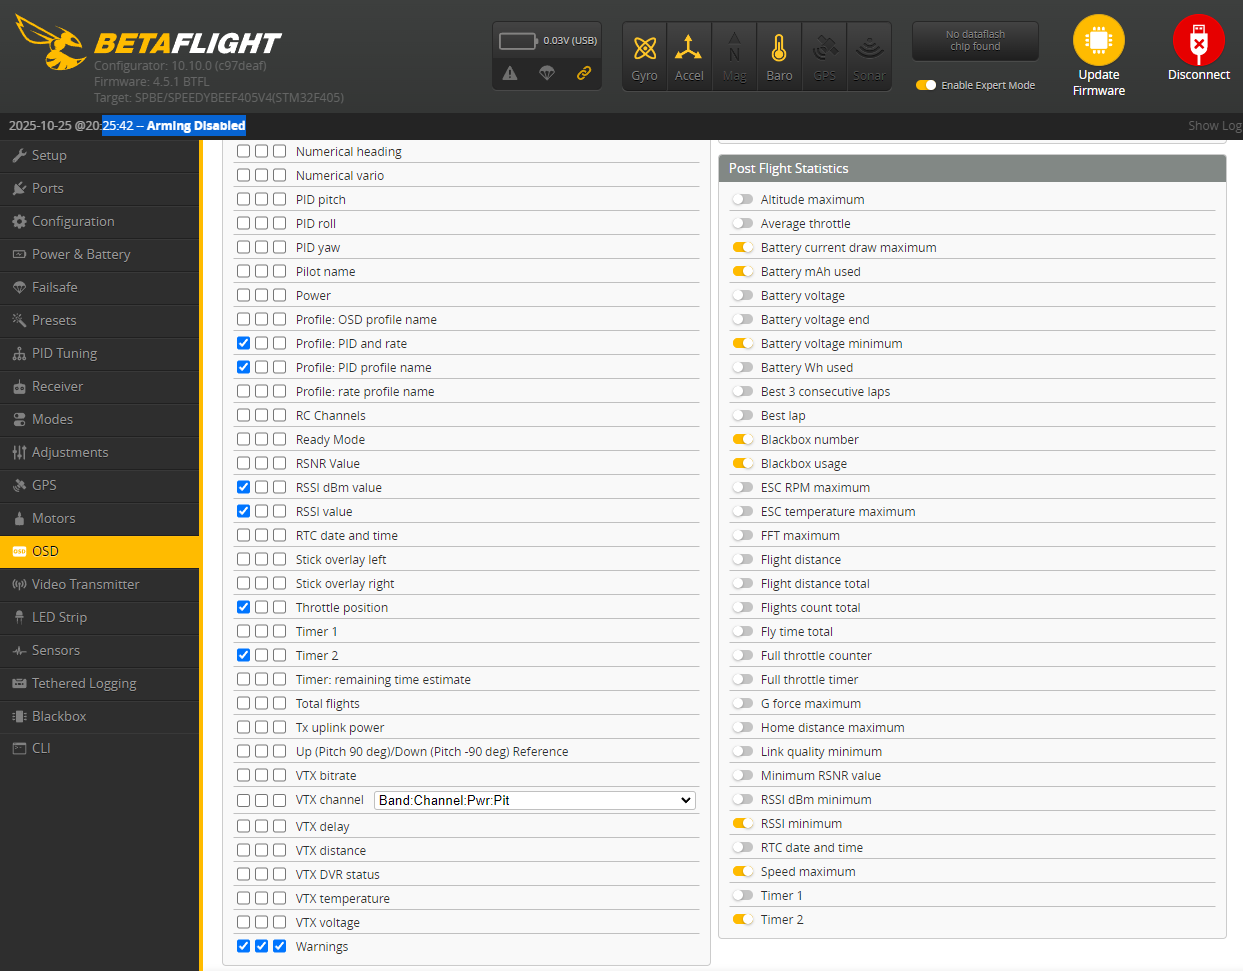 BETAFLIGHT
Configurator: 10.10.0 (c97deaf)
Firmware: 4.5.1 BTFL
Target: SPBE/SPEEDYBEEF405V4(STM32F405)
0.03V (USB)
Gyro
Accel
Mag
Baro
GPS
Sonar
No dataflash
chip found
Enable Expert Mode
Update
Firmware
Disconnect
2025-10-25 @20:25:42 -- Arming Disabled
Show Log
Setup
Ports
Configuration
Power & Battery
Failsafe
Presets
PID Tuning
Receiver
Modes
Adjustments
GPS
Motors
OSD
Video Transmitter
LED Strip
Sensors
Tethered Logging
Blackbox
CLI
Numerical heading
Numerical vario
PID pitch
PID roll
PID yaw
Pilot name
Power
Profile: OSD profile name
Profile: PID and rate
Profile: PID profile name
Profile: rate profile name
RC Channels
Ready Mode
RSNR Value
RSSI dBm value
RSSI value
RTC date and time
Stick overlay left
Stick overlay right
Throttle position
Timer 1
Timer 2
Timer: remaining time estimate
Total flights
Tx uplink power
Up (Pitch 90 deg)/Down (Pitch -90 deg) Reference
VTX bitrate
VTX channel Band:Channel:Pwr:Pit
VTX delay
VTX distance
VTX DVR status
VTX temperature
VTX voltage
Warnings
Post Flight Statistics
Altitude maximum
Average throttle
Battery current draw maximum
Battery mAh used
Battery voltage
Battery voltage end
Battery voltage minimum
Battery Wh used
Best 3 consecutive laps
Best lap
Blackbox number
Blackbox usage
ESC RPM maximum
ESC temperature maximum
FFT maximum
Flight distance
Flight distance total
Flights count total
Fly time total
Full throttle counter
Full throttle timer
G force maximum
Home distance maximum
Link quality minimum
Minimum RSNR value
RSSI dBm minimum
RSSI minimum
RTC date and time
Speed maximum
Timer 1
Timer 2